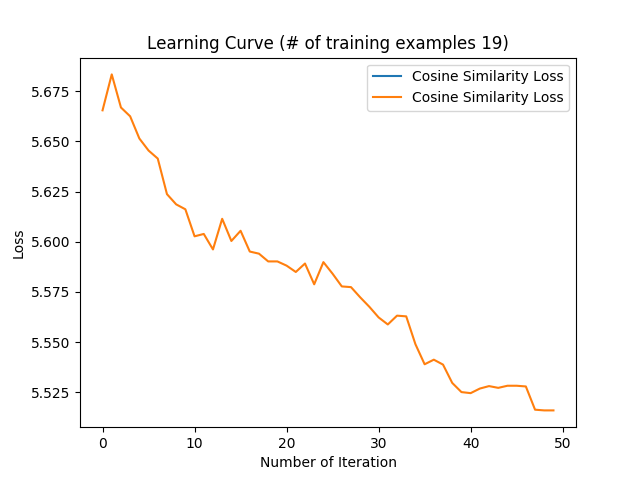 Learning Curve (# of training examples 19)
Cosine Similarity Loss
Cosine Similarity Loss
5.675
5.650
5.625
5.600
5.575
5.550
5.525
Loss
0 10 20 30 40 50
Number of Iteration